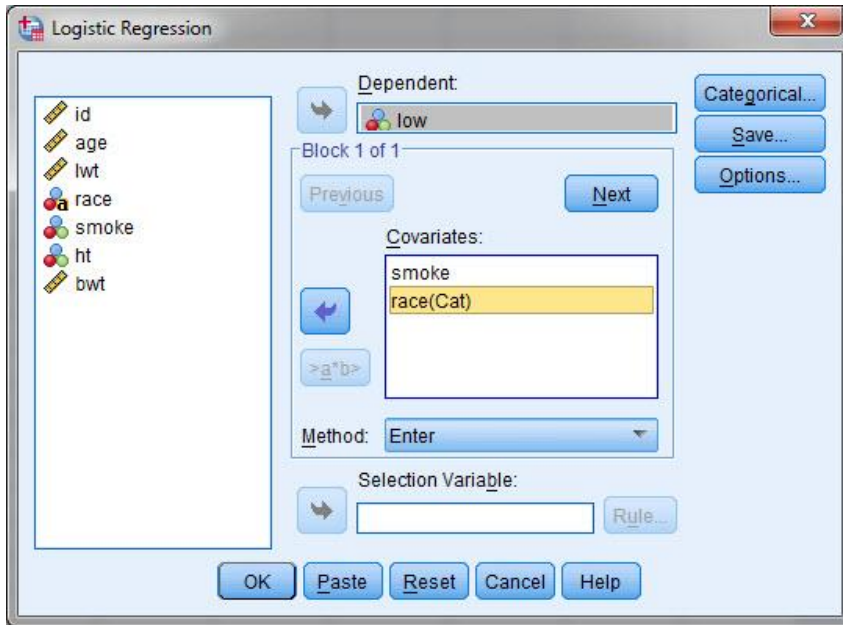 Logistic Regression
id
age
lwt
race
smoke
ht
bwt
Dependent:
low
Block 1 of 1
Previous
Next
Covariates:
smoke
race(Cat)
>a*b>
Method:
Enter
Selection Variable:
Rule...
Categorical...
Save...
Options...
OK
Paste
Reset
Cancel
Help